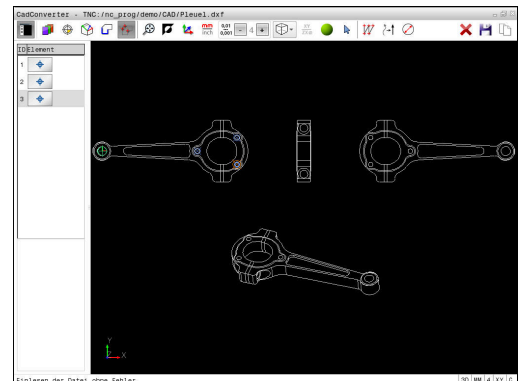 CadConverter - TNC:/nc_prog/demo/CAD/Pleuel.dxf
mm
inch
0,01
0,001
4
ID Element
1
2
3
Y
Z
X
Einlesen der Datei ohne Fehler
3D MM 4 XY C